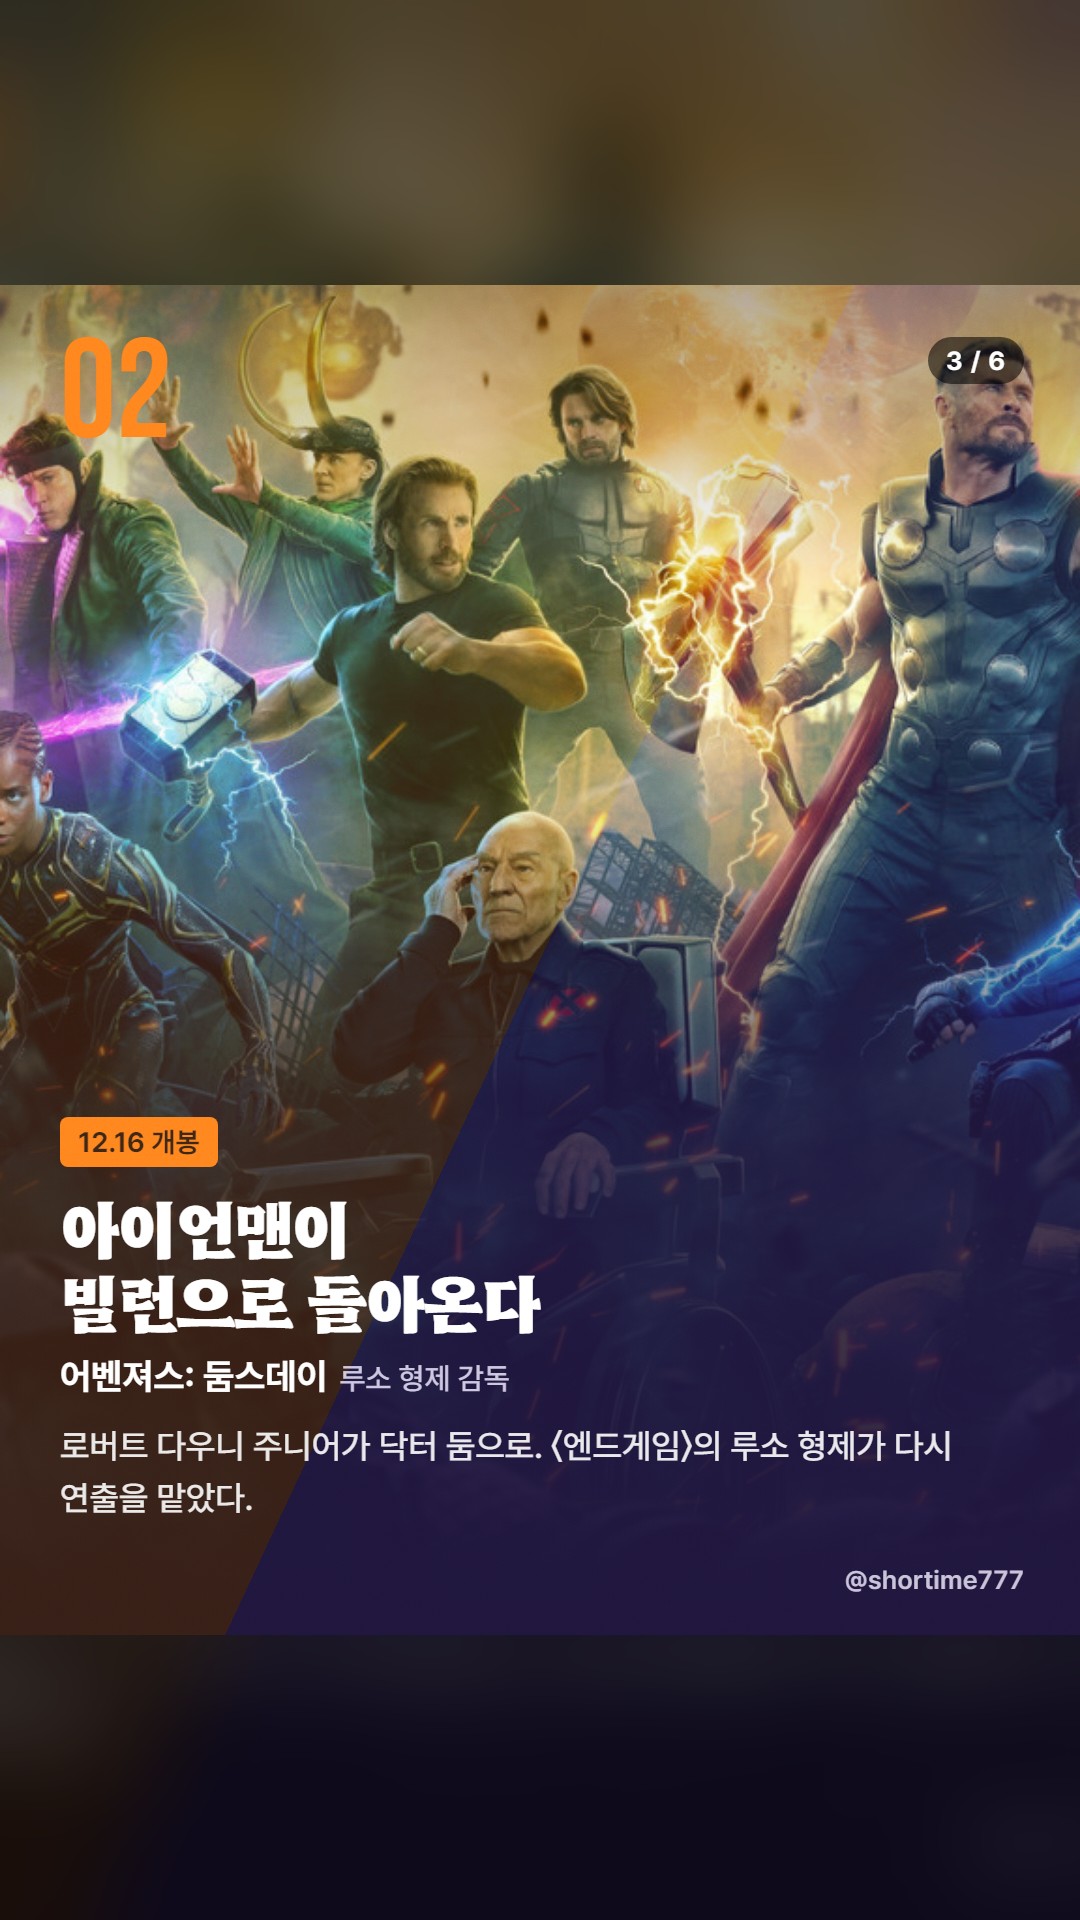 02
3 / 6
12.16 개봉
아이언맨이
빌런으로 돌아온다
어벤져스: 둠스데이 루소 형제 감독
로버트 다우니 주니어가 닥터 둠으로. 〈엔드게임〉의 루소 형제가 다시
연출을 맡았다.
@shortime777